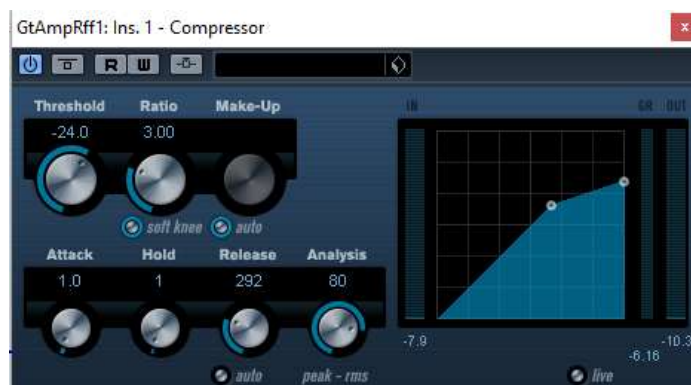 GtAmpRff1: Ins. 1 - Compressor
x
R W
Threshold Ratio Make-Up
-24.0 3.00
soft knee auto
Attack Hold Release Analysis
1.0 1 292 80
auto peak - rms
IN GR OUT
-7.9 -6.16 -10.3
live